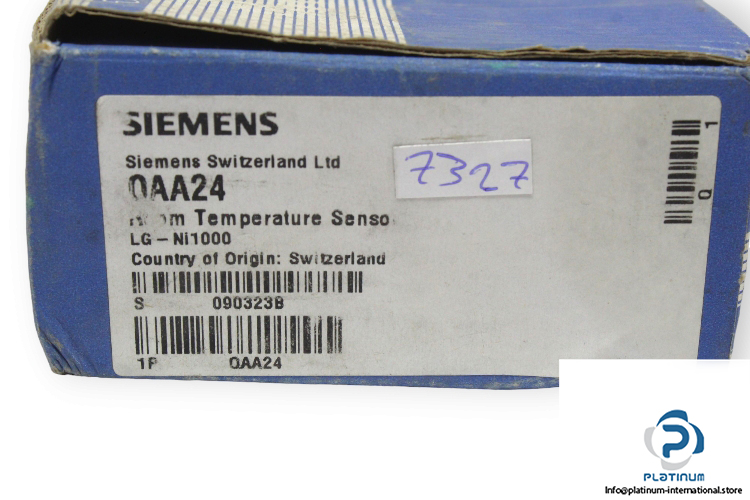 SIEMENS
Siemens Switzerland Ltd
7327
QAA24
Temperature
LG-Ni1000
Country of Origin: Switzerland
S 090323B
1P QAA24
Q 1
PLATINUM
Info@platinum-international.store